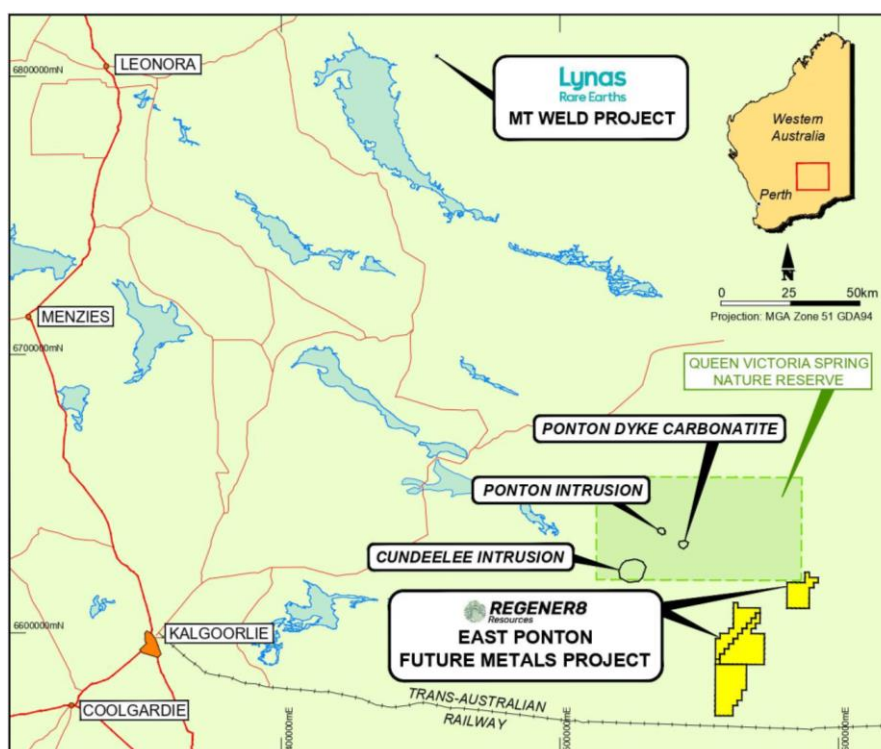 LEONORA
6800000mN
Lynas
Rare Earths
MT WELD PROJECT
Western
Australia
Perth
N
0 25 50km
Projection: MGA Zone 51 GDA94
MENZIES
6700000mN
QUEEN VICTORIA SPRING
NATURE RESERVE
PONTON DYKE CARBONATITE
PONTON INTRUSION
CUNDEELEE INTRUSION
REGENER8
Resources
EAST PONTON
FUTURE METALS PROJECT
6600000mN
KALGOORLIE
COOLGARDIE
TRANS-AUSTRALIAN
RAILWAY